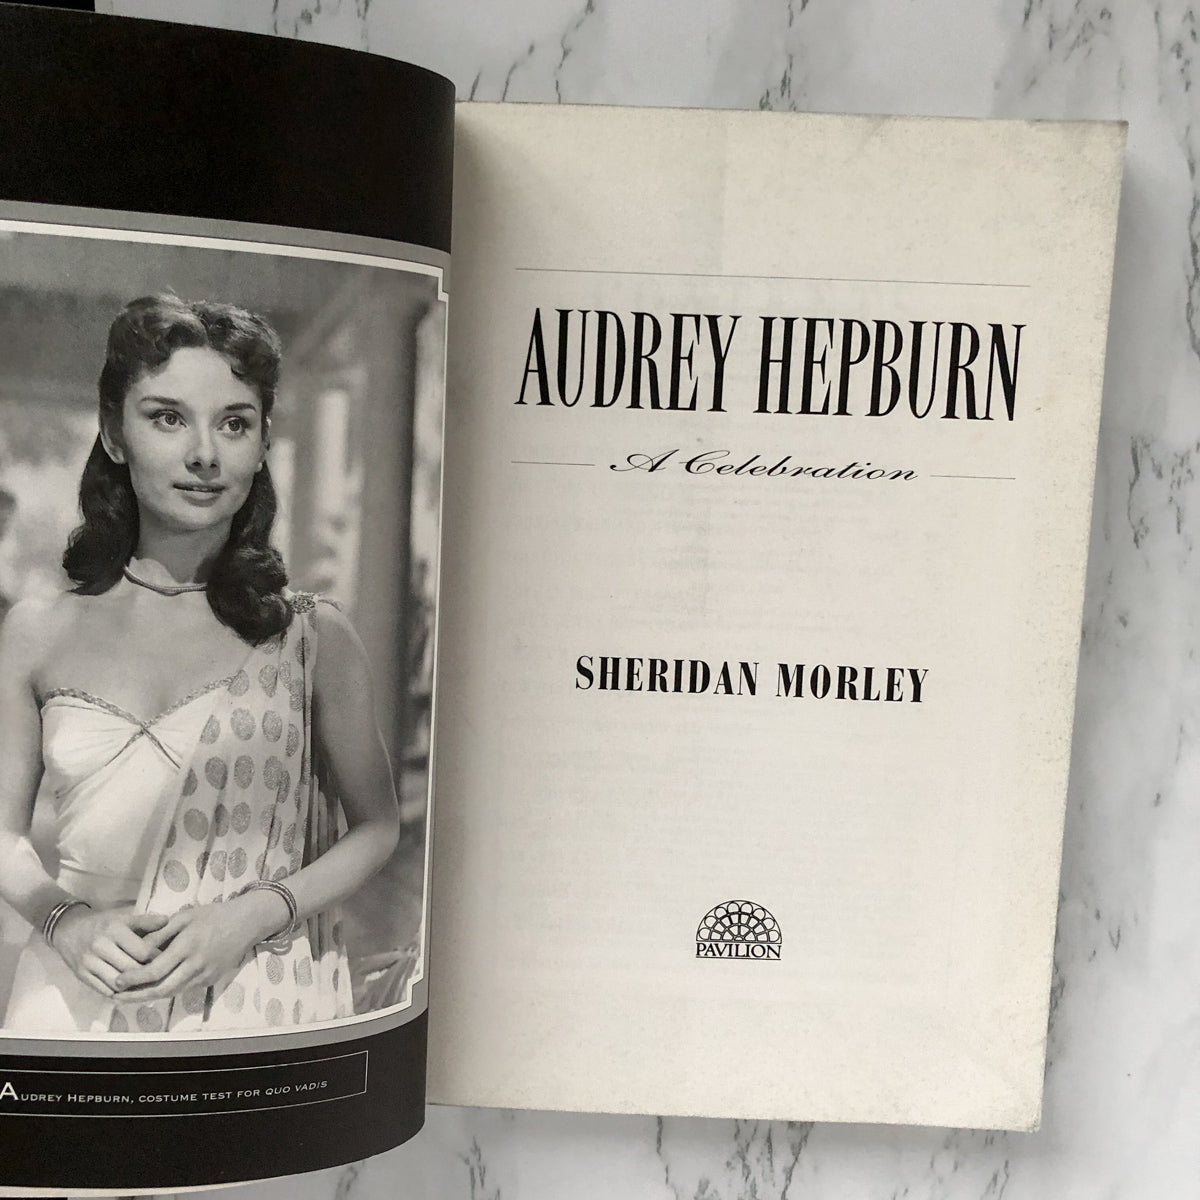 AUDREY HEPBURN, COSTUME TEST FOR QUO VADIS
AUDREY HEPBURN
A Celebration
SHERIDAN MORLEY
PAVILION